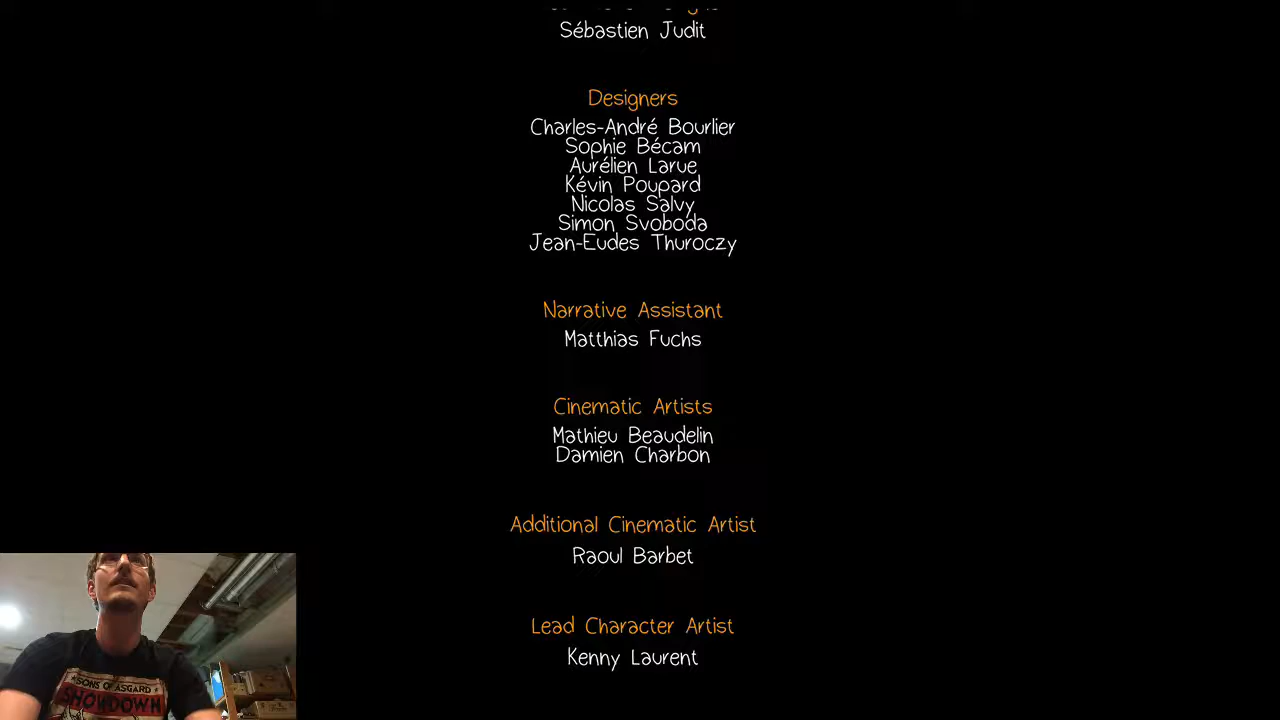 Sébastien Judit
Designers
Charles-André Bourlier
Sophie Bécam
Aurélien Larue
Kévin Poupard
Nicolas Salvy
Simon Svoboda
Jean-Eudes Thuroczy
Narrative Assistant
Matthias Fuchs
Cinematic Artists
Mathieu Beaudelin
Damien Charbon
Additional Cinematic Artist
Raoul Barbet
Lead Character Artist
Kenny Laurent
SONS OF ASGARD
SHOWDOWN